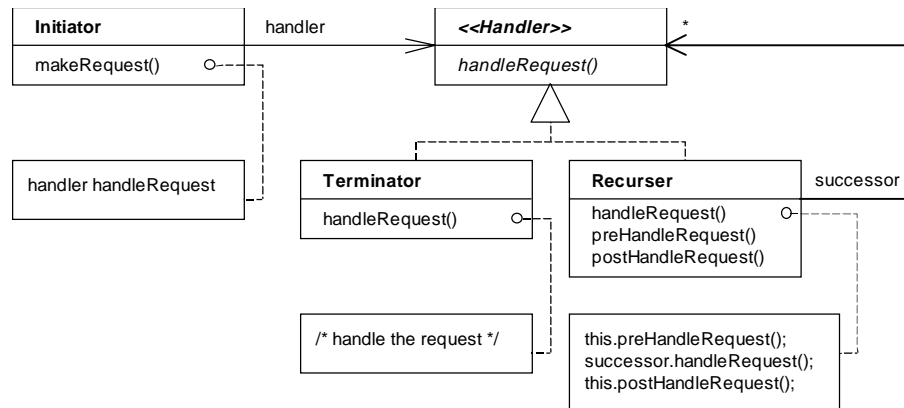 Initiator
handler
<<Handler>>
*
makeRequest()
handleRequest()
handler handleRequest
Terminator
Recurser
successor
handleRequest()
handleRequest()
preHandleRequest()
postHandleRequest()
/* handle the request */
this.preHandleRequest();
successor.handleRequest();
this.postHandleRequest();